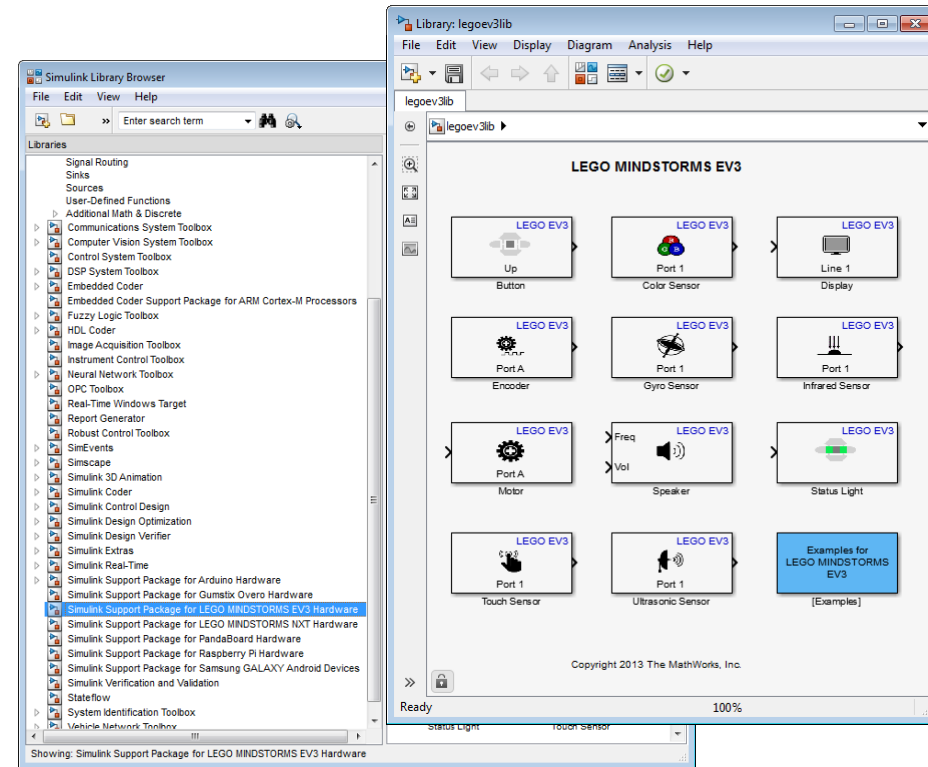 Simulink Library Browser
File Edit View Help
» Enter search term
Libraries
Signal Routing
Sinks
Sources
User-Defined Functions
Additional Math & Discrete
Communications System Toolbox
Computer Vision System Toolbox
Control System Toolbox
DSP System Toolbox
Embedded Coder
Embedded Coder Support Package for ARM Cortex-M Processors
Fuzzy Logic Toolbox
HDL Coder
Image Acquisition Toolbox
Instrument Control Toolbox
Neural Network Toolbox
OPC Toolbox
Real-Time Windows Target
Report Generator
Robust Control Toolbox
SimEvents
Simscape
Simulink 3D Animation
Simulink Coder
Simulink Control Design
Simulink Design Optimization
Simulink Design Verifier
Simulink Extras
Simulink Real-Time
Simulink Support Package for Arduino Hardware
Simulink Support Package for Gumstix Overo Hardware
Simulink Support Package for LEGO MINDSTORMS EV3 Hardware
Simulink Support Package for LEGO MINDSTORMS NXT Hardware
Simulink Support Package for PandaBoard Hardware
Simulink Support Package for Raspberry Pi Hardware
Simulink Support Package for Samsung GALAXY Android Devices
Simulink Verification and Validation
Stateflow
System Identification Toolbox
Vehicle Network Toolbox
Showing: Simulink Support Package for LEGO MINDSTORMS EV3 Hardware
Status Light Touch Sensor
Library: legoev3lib
File Edit View Display Diagram Analysis Help
legoev3lib
legoev3lib
LEGO MINDSTORMS EV3
LEGO EV3 LEGO EV3 LEGO EV3
Up Port 1 Line 1
Button Color Sensor Display
LEGO EV3 LEGO EV3 LEGO EV3
Port A Port 1 Port 1
Encoder Gyro Sensor Infrared Sensor
LEGO EV3 LEGO EV3 LEGO EV3
Freq
Vol
Port A
Motor Speaker Status Light
LEGO EV3 LEGO EV3
Port 1 Port 1
Touch Sensor Ultrasonic Sensor
Examples for
LEGO MINDSTORMS
EV3
[Examples]
Copyright 2013 The MathWorks, Inc.
»
Ready 100%